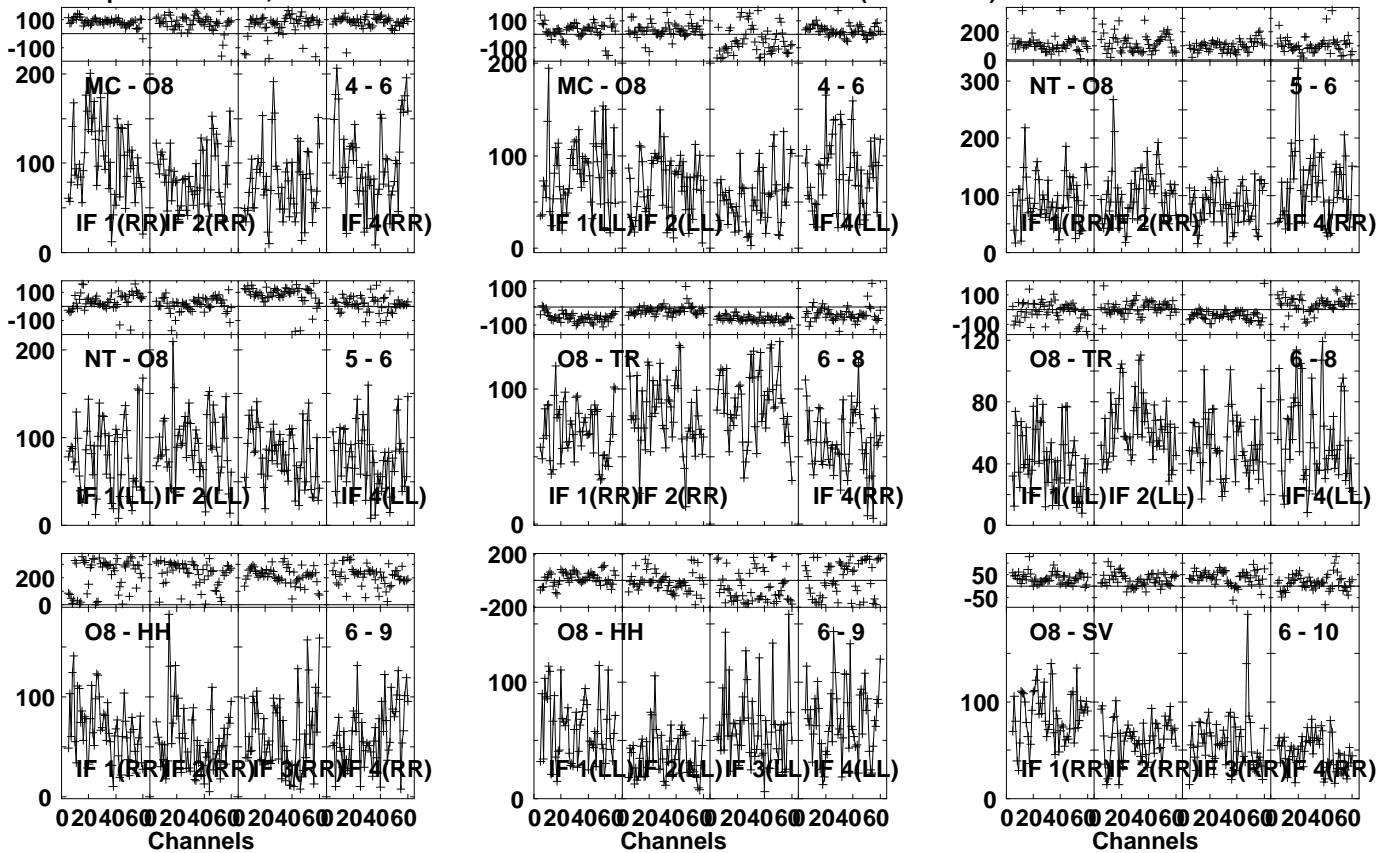 100
-100
200
100
0
MC - O8 4 - 6
IF 1(RR) IF 2(RR) IF 4(RR)
100
-100
200
100
0
MC - O8 4 - 6
IF 1(LL) IF 2(LL) IF 4(LL)
200
0
300
200
100
0
NT - O8 5 - 6
IF 1(RR) IF 2(RR) IF 4(RR)
100
-100
200
100
0
NT - O8 5 - 6
IF 1(LL) IF 2(LL) IF 4(LL)
100
-100
100
0
O8 - TR 6 - 8
IF 1(RR) IF 2(RR) IF 4(RR)
100
-100
120
80
40
0
O8 - TR 6 - 8
IF 1(LL) IF 2(LL) IF 4(LL)
200
0
100
0
O8 - HH 6 - 9
IF 1(RR) IF 2(RR) IF 3(RR) IF 4(RR)
0 20 40 60 0 20 40 60 0 20 40 60 0 20 40 60
Channels
200
-200
100
0
O8 - HH 6 - 9
IF 1(LL) IF 2(LL) IF 3(LL) IF 4(LL)
0 20 40 60 0 20 40 60 0 20 40 60 0 20 40 60
Channels
50
-50
100
0
O8 - SV 6 - 10
IF 1(RR) IF 2(RR) IF 3(RR) IF 4(RR)
0 20 40 60 0 20 40 60 0 20 40 60 0 20 40 60
Channels